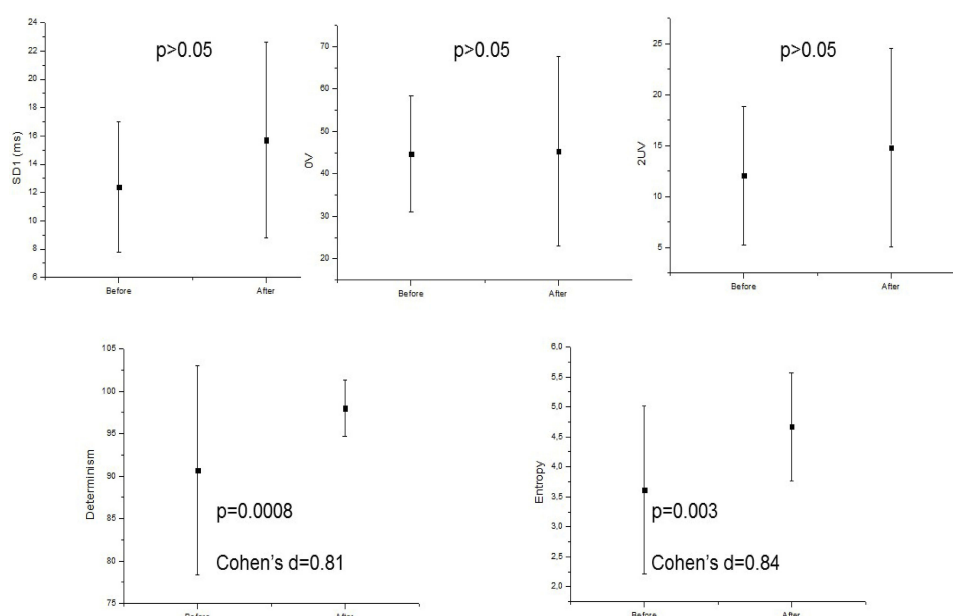 24
22
20
18
16
14
12
10
8
6
SD1 (ms)
p>0.05
Before
After
70
60
50
40
30
20
0V
p>0.05
Before
After
25
20
15
10
5
2UV
p>0.05
Before
After
105
100
95
90
85
80
75
Determinism
p=0.0008
Cohen's d=0.81
Before
After
6,0
5,5
5,0
4,5
4,0
3,5
3,0
2,5
2,0
Entropy
p=0.003
Cohen's d=0.84
Before
After